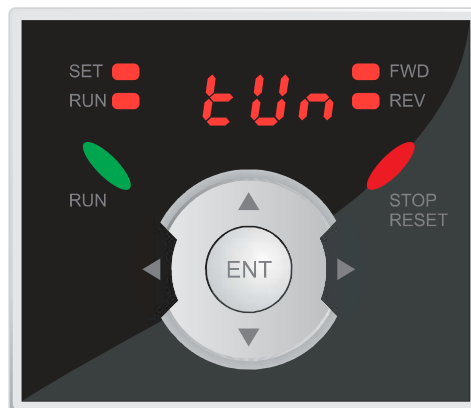 SET
RUN
tUn
FWD
REV
RUN
STOP
RESET
ENT